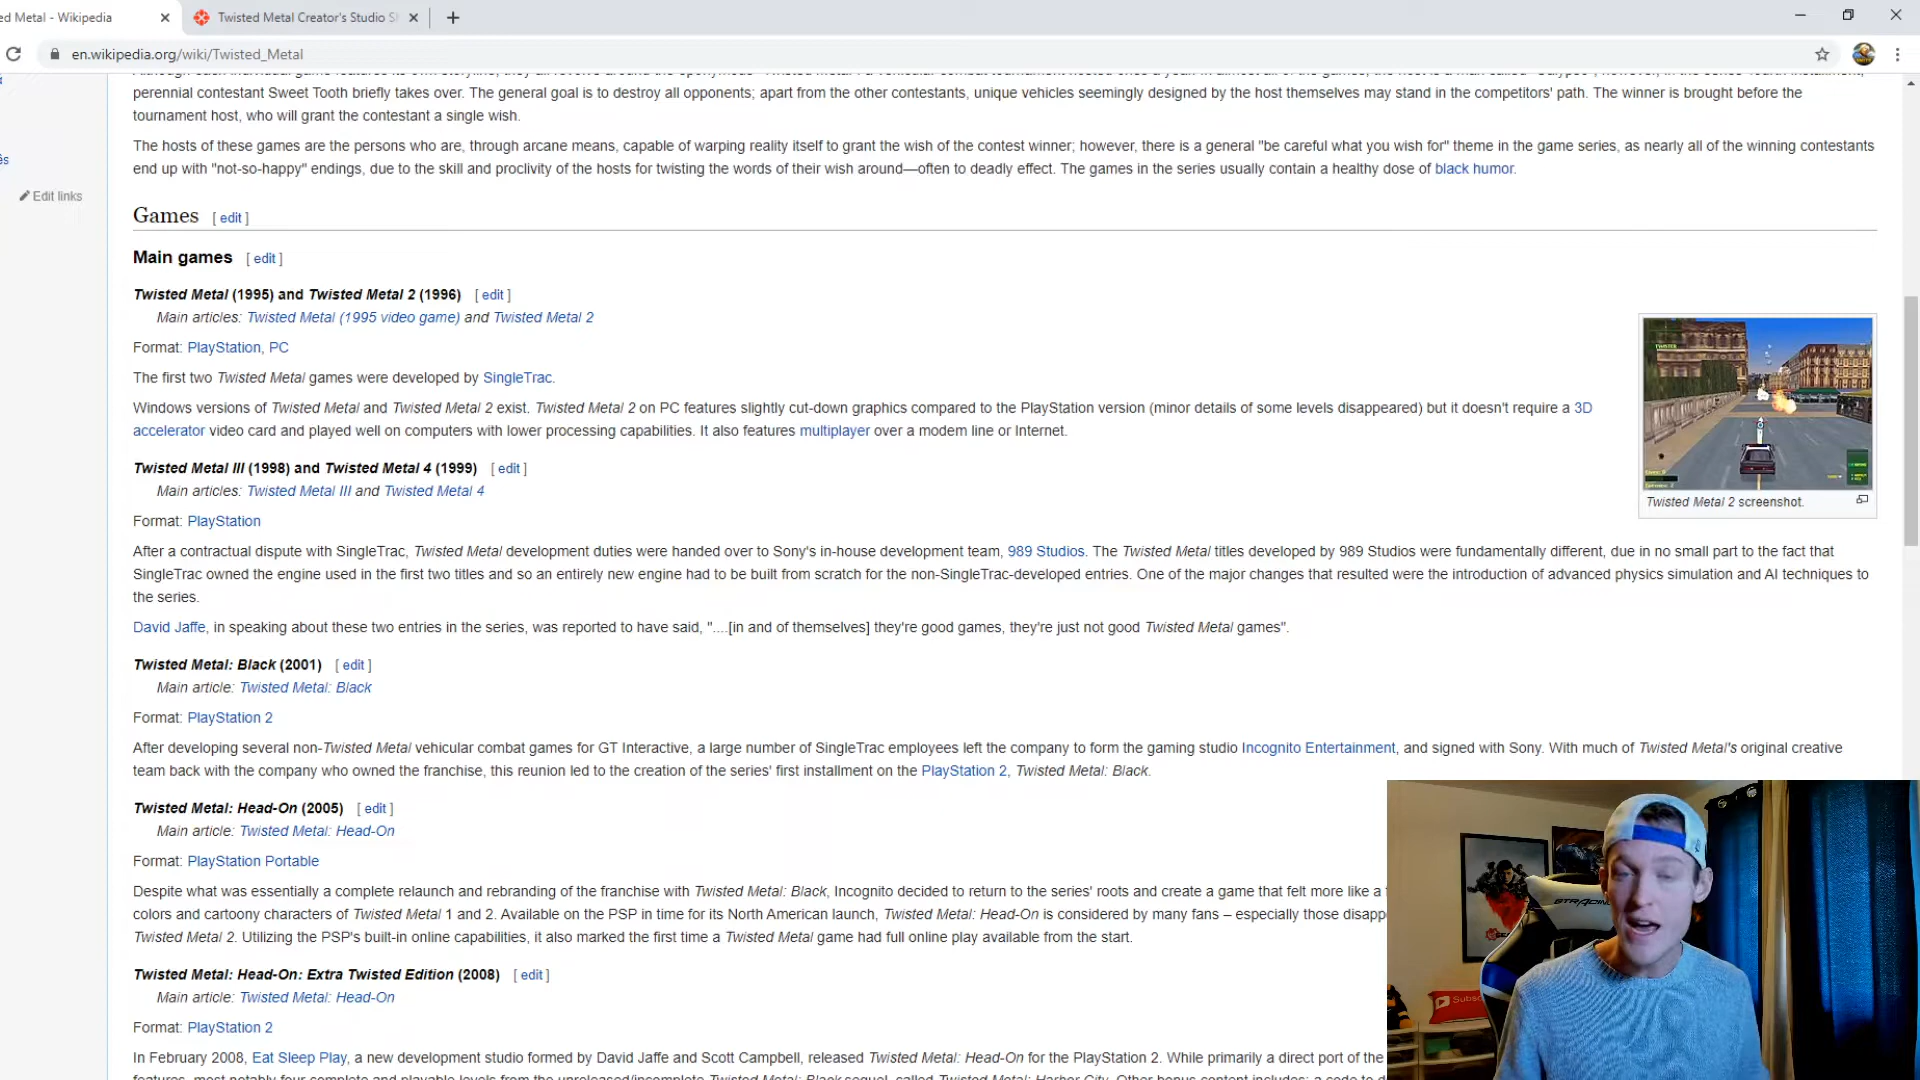 ed Metal - Wikipedia
Twisted Metal Creator's Studio S
en.wikipedia.org/wiki/Twisted_Metal
perennial contestant Sweet Tooth briefly takes over. The general goal is to destroy all opponents; apart from the other contestants, unique vehicles seemingly designed by the host themselves may stand in the competitors' path. The winner is brought before the
tournament host, who will grant the contestant a single wish.
The hosts of these games are the persons who are, through arcane means, capable of warping reality itself to grant the wish of the contest winner; however, there is a general "be careful what you wish for" theme in the game series, as nearly all of the winning contestants
end up with "not-so-happy" endings, due to the skill and proclivity of the hosts for twisting the words of their wish around—often to deadly effect. The games in the series usually contain a healthy dose of black humor.
Edit links
Games [ edit ]
Main games [ edit ]
Twisted Metal (1995) and Twisted Metal 2 (1996) [ edit ]
Main articles: Twisted Metal (1995 video game) and Twisted Metal 2
Format: PlayStation, PC
The first two Twisted Metal games were developed by SingleTrac.
Windows versions of Twisted Metal and Twisted Metal 2 exist. Twisted Metal 2 on PC features slightly cut-down graphics compared to the PlayStation version (minor details of some levels disappeared) but it doesn't require a 3D
accelerator video card and played well on computers with lower processing capabilities. It also features multiplayer over a modem line or Internet.
Twisted Metal 2 screenshot.
Twisted Metal III (1998) and Twisted Metal 4 (1999) [ edit ]
Main articles: Twisted Metal III and Twisted Metal 4
Format: PlayStation
After a contractual dispute with SingleTrac, Twisted Metal development duties were handed over to Sony's in-house development team, 989 Studios. The Twisted Metal titles developed by 989 Studios were fundamentally different, due in no small part to the fact that
SingleTrac owned the engine used in the first two titles and so an entirely new engine had to be built from scratch for the non-SingleTrac-developed entries. One of the major changes that resulted were the introduction of advanced physics simulation and AI techniques to
the series.
David Jaffe, in speaking about these two entries in the series, was reported to have said, "....[in and of themselves] they're good games, they're just not good Twisted Metal games".
Twisted Metal: Black (2001) [ edit ]
Main article: Twisted Metal: Black
Format: PlayStation 2
After developing several non-Twisted Metal vehicular combat games for GT Interactive, a large number of SingleTrac employees left the company to form the gaming studio Incognito Entertainment, and signed with Sony. With much of Twisted Metal's original creative
team back with the company who owned the franchise, this reunion led to the creation of the series' first installment on the PlayStation 2, Twisted Metal: Black.
Twisted Metal: Head-On (2005) [ edit ]
Main article: Twisted Metal: Head-On
Format: PlayStation Portable
Despite what was essentially a complete relaunch and rebranding of the franchise with Twisted Metal: Black, Incognito decided to return to the series' roots and create a game that felt more like a
colors and cartoony characters of Twisted Metal 1 and 2. Available on the PSP in time for its North American launch, Twisted Metal: Head-On is considered by many fans – especially those disapp
Twisted Metal 2. Utilizing the PSP's built-in online capabilities, it also marked the first time a Twisted Metal game had full online play available from the start.
Twisted Metal: Head-On: Extra Twisted Edition (2008) [ edit ]
Main article: Twisted Metal: Head-On
Format: PlayStation 2
In February 2008, Eat Sleep Play, a new development studio formed by David Jaffe and Scott Campbell, released Twisted Metal: Head-On for the PlayStation 2. While primarily a direct port of the